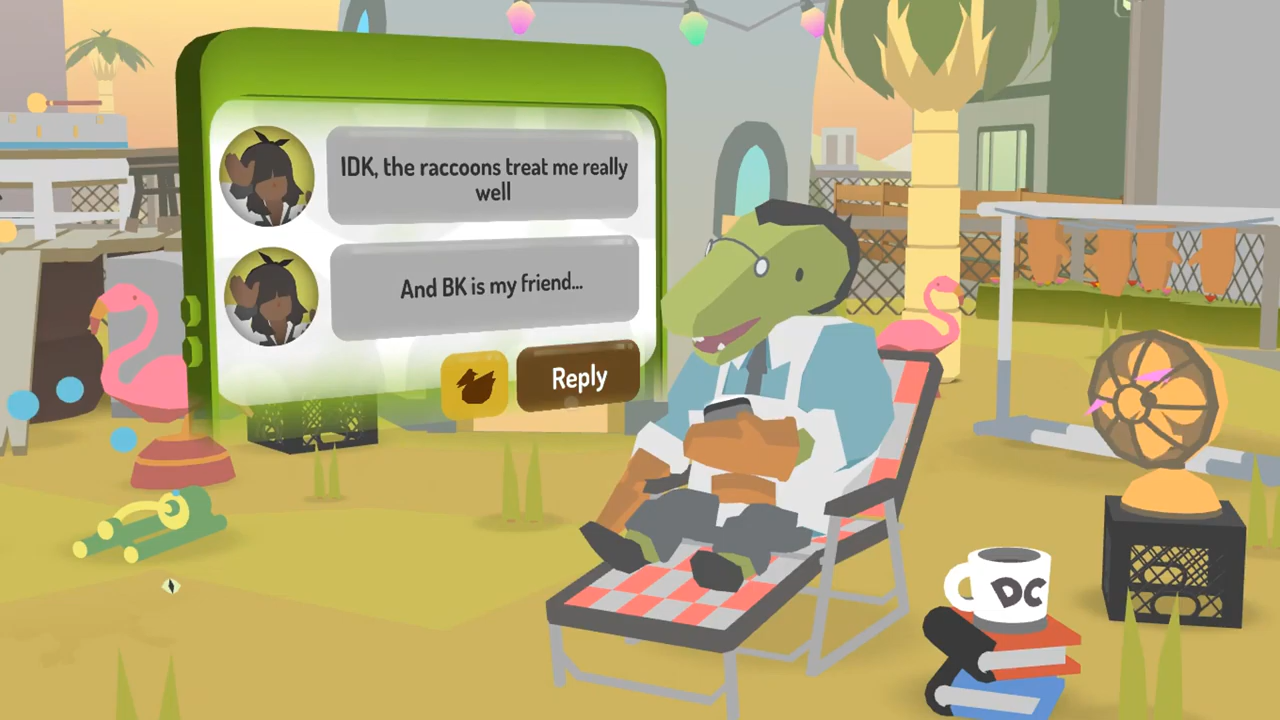 IDK, the raccoons treat me really
well
And BK is my friend...
Reply
DC